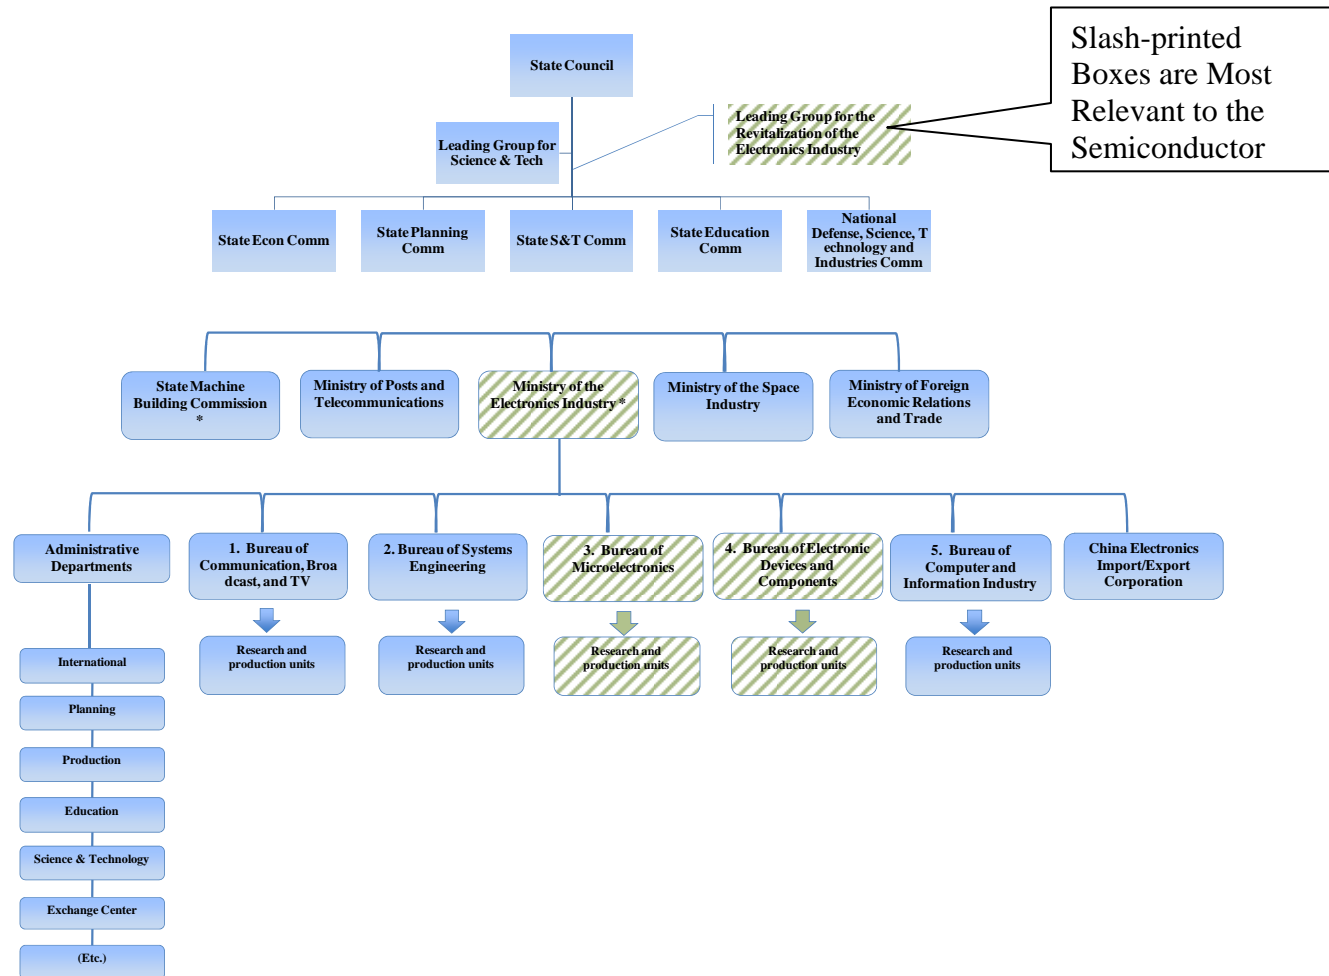 State Council
Slash-printed
Boxes are Most
Relevant to the
Semiconductor
Leading Group for the
Revitalization of the
Electronics Industry
Leading Group for
Science & Tech
State Econ Comm
State Planning
Comm
State S&T Comm
State Education
Comm
National
Defense, Science, T
echnology and
Industries Comm
State Machine
Building Commission
*
Ministry of Posts and
Telecommunications
Ministry of the
Electronics Industry *
Ministry of the Space
Industry
Ministry of Foreign
Economic Relations
and Trade
Administrative
Departments
1. Bureau of
Communication, Broa
dcast, and TV
2. Bureau of Systems
Engineering
3. Bureau of
Microelectronics
4. Bureau of Electronic
Devices and
Components
5. Bureau of
Computer and
Information Industry
China Electronics
Import/Export
Corporation
Research and
production units
Research and
production units
Research and
production units
Research and
production units
Research and
production units
International
Planning
Production
Education
Science & Technology
Exchange Center
(Etc.)